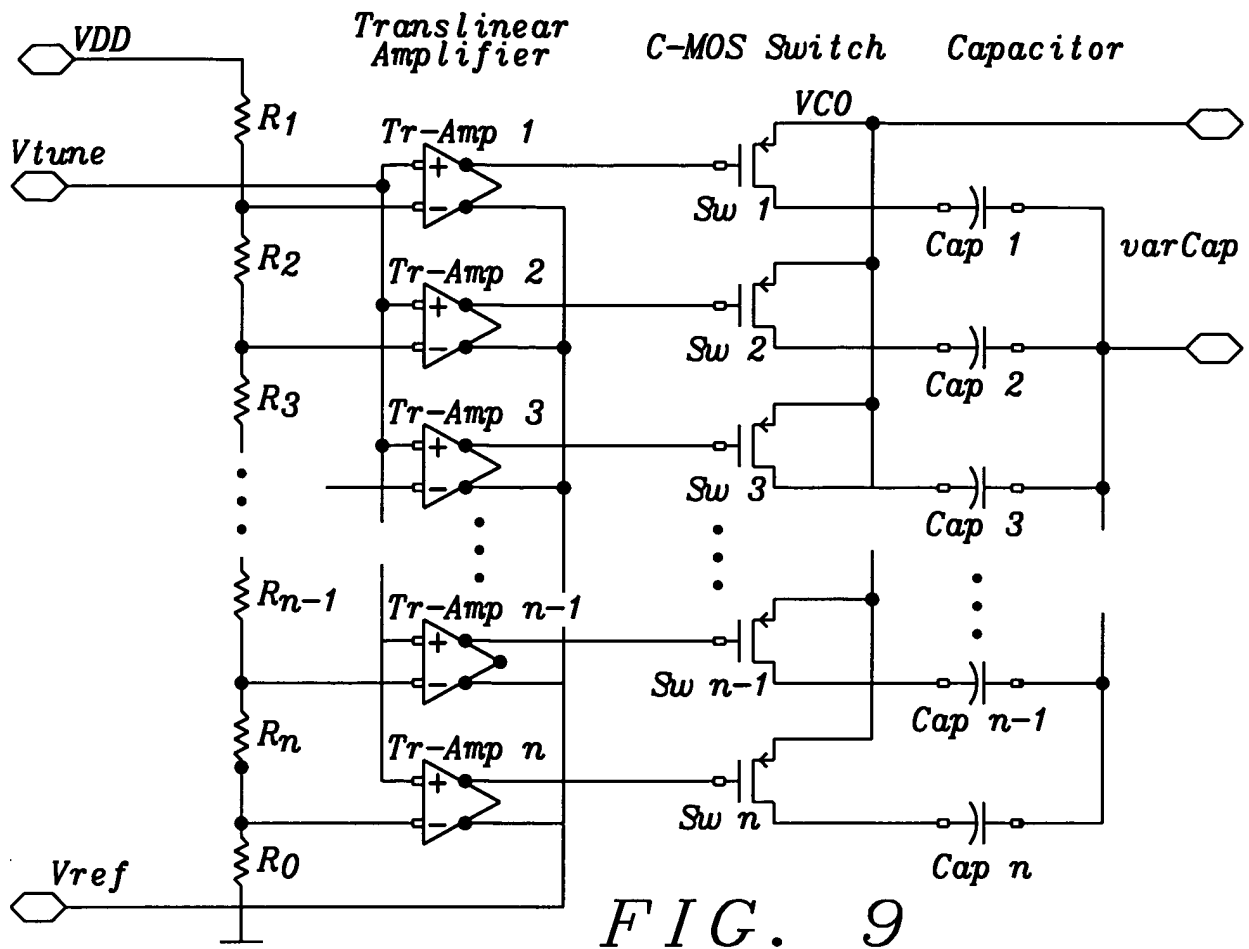 VDD
Translinear
Amplifier
C-MOS Switch
Capacitor
VCO
R1
Tr-Amp 1
Vtune
+
−
Sw 1
Cap 1
varCap
R2
Tr-Amp 2
+
−
Sw 2
Cap 2
R3
Tr-Amp 3
+
−
Sw 3
Cap 3
Rn-1
Tr-Amp n-1
+
−
Sw n-1
Cap n-1
Rn
Tr-Amp n
+
−
Sw n
Cap n
R0
Vref
FIG. 9